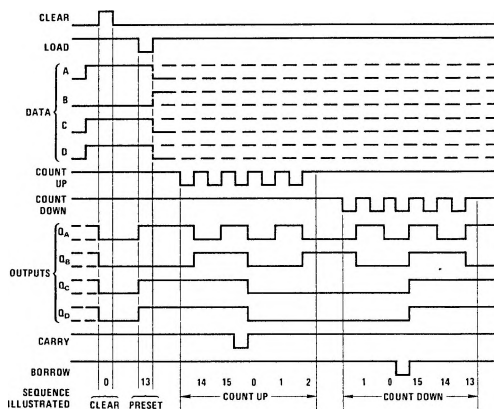 CLEAR
LOAD
A
B
DATA
C
D
COUNT
UP
COUNT
DOWN
QA
QB
OUTPUTS
QC
QD
CARRY
BORROW
SEQUENCE
ILLUSTRATED
0 13 14 15 0 1 2 1 0 15 14 13
CLEAR PRESET COUNT UP COUNT DOWN